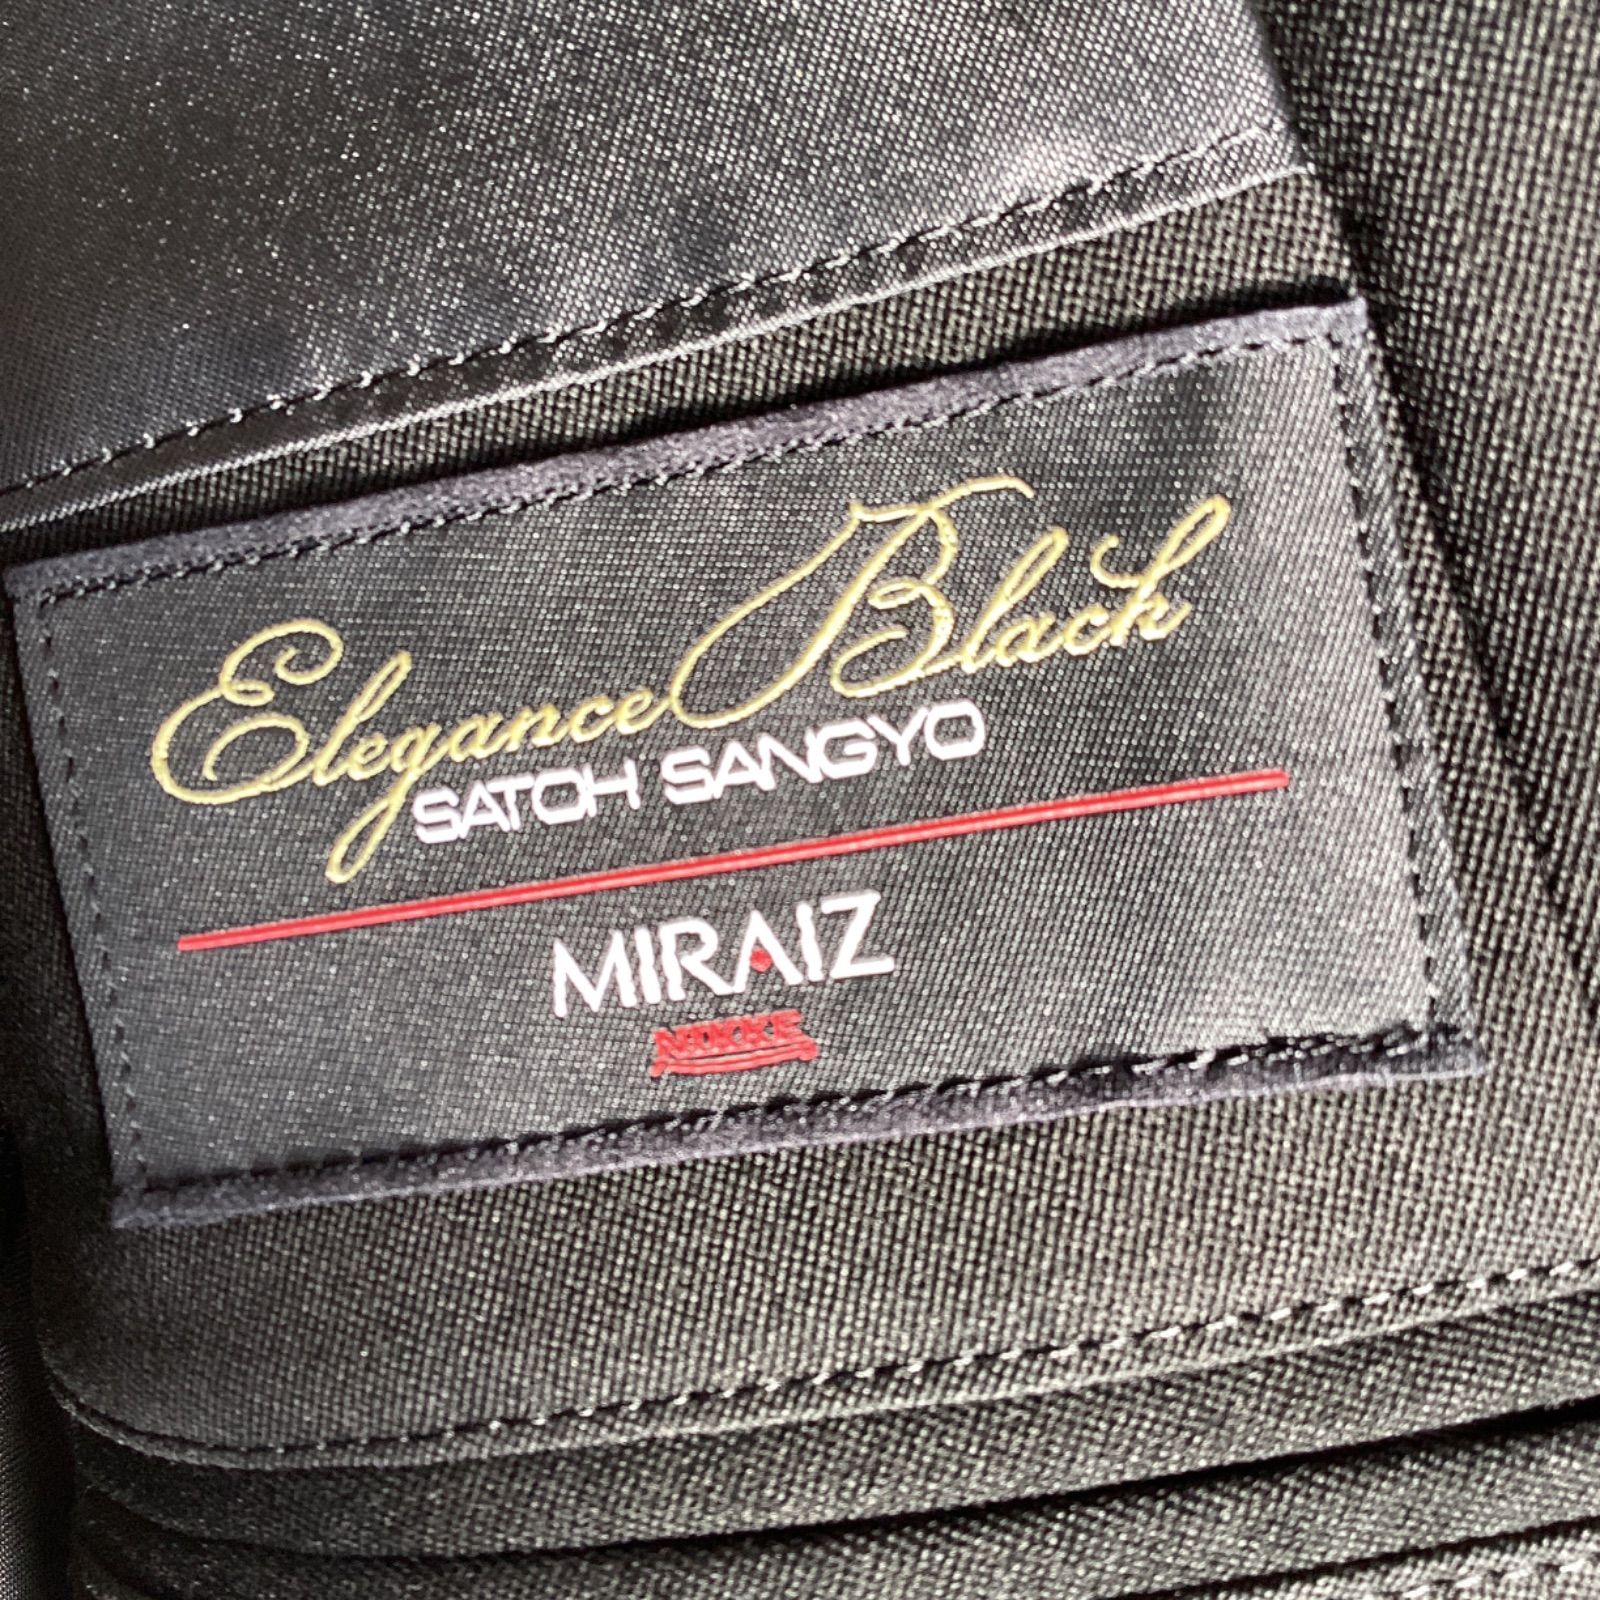 Elegance Black
SATOH SANGYO
MIRAIZ
NIKKE